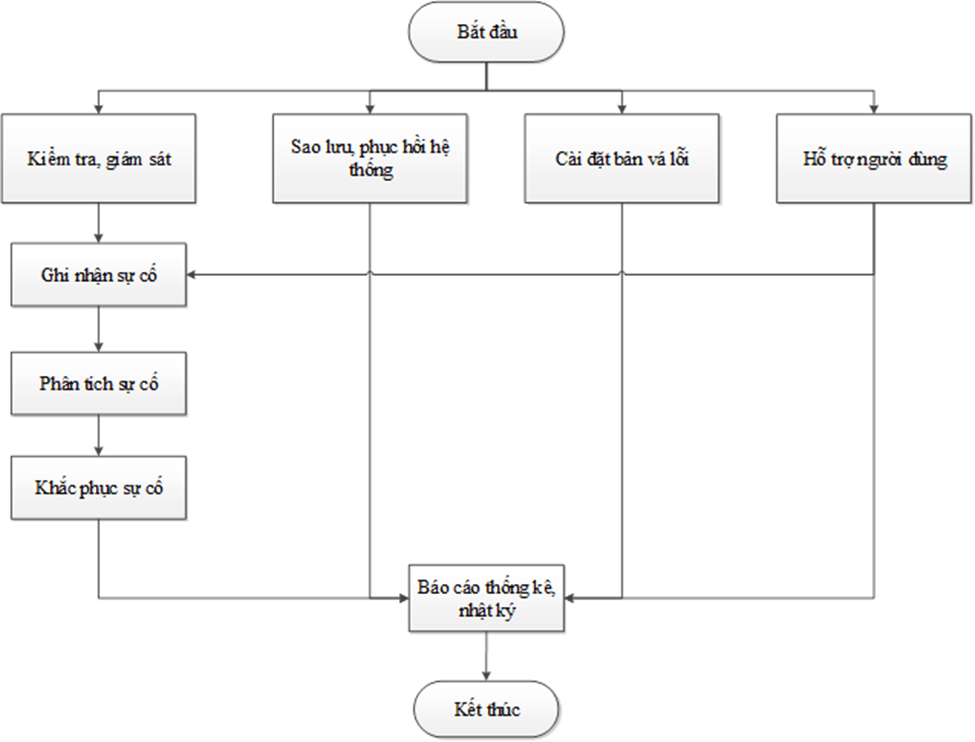 Bắt đầu
Kiểm tra, giám sát
Sao lưu, phục hồi hệ
thống
Cài đặt bản vá lỗi
Hỗ trợ người dùng
Ghi nhận sự cố
Phân tích sự cố
Khắc phục sự cố
Báo cáo thống kê,
nhật ký
Kết thúc